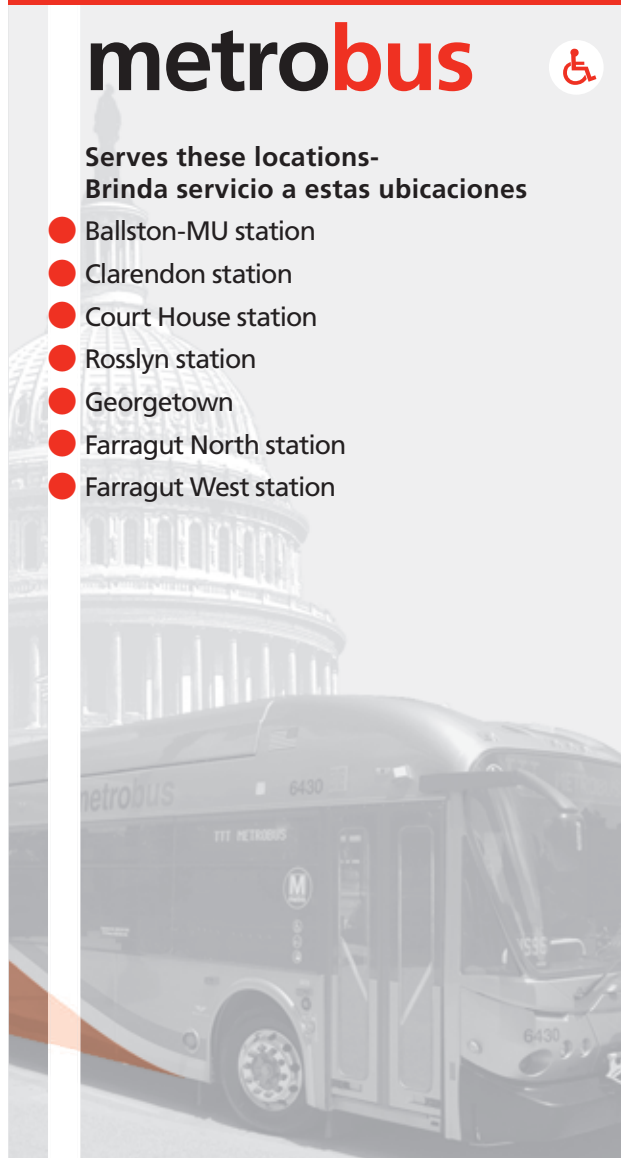 metrobus
Serves these locations-
Brinda servicio a estas ubicaciones
Ballston-MU station
Clarendon station
Court House station
Rosslyn station
Georgetown
Farragut North station
Farragut West station
metrobus
6430
TTT METROBUS
M
6430